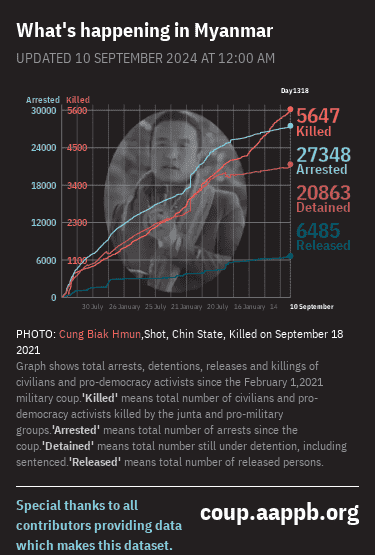 What's happening in Myanmar
UPDATED 10 SEPTEMBER 2024 AT 12:00 AM
Day1318
Arrested Killed
30000 5600
24000 4500
18000 3400
12000 2300
6000 1100
0
5647
Killed
27348
Arrested
20863
Detained
6485
Released
30 July 26 January 25 July 21 January 20 July 16 January 14 10 September
PHOTO: Cung Biak Hmun,Shot, Chin State, Killed on September 18
2021
Graph shows total arrests, detentions, releases and killings of
civilians and pro-democracy activists since the February 1,2021
military coup.'Killed' means total number of civilians and pro-
democracy activists killed by the junta and pro-military
groups.'Arrested' means total number of arrests since the
coup.'Detained' means total number still under detention, including
sentenced.'Released' means total number of released persons.
Special thanks to all
contributors providing data
which makes this dataset.
coup.aappb.org